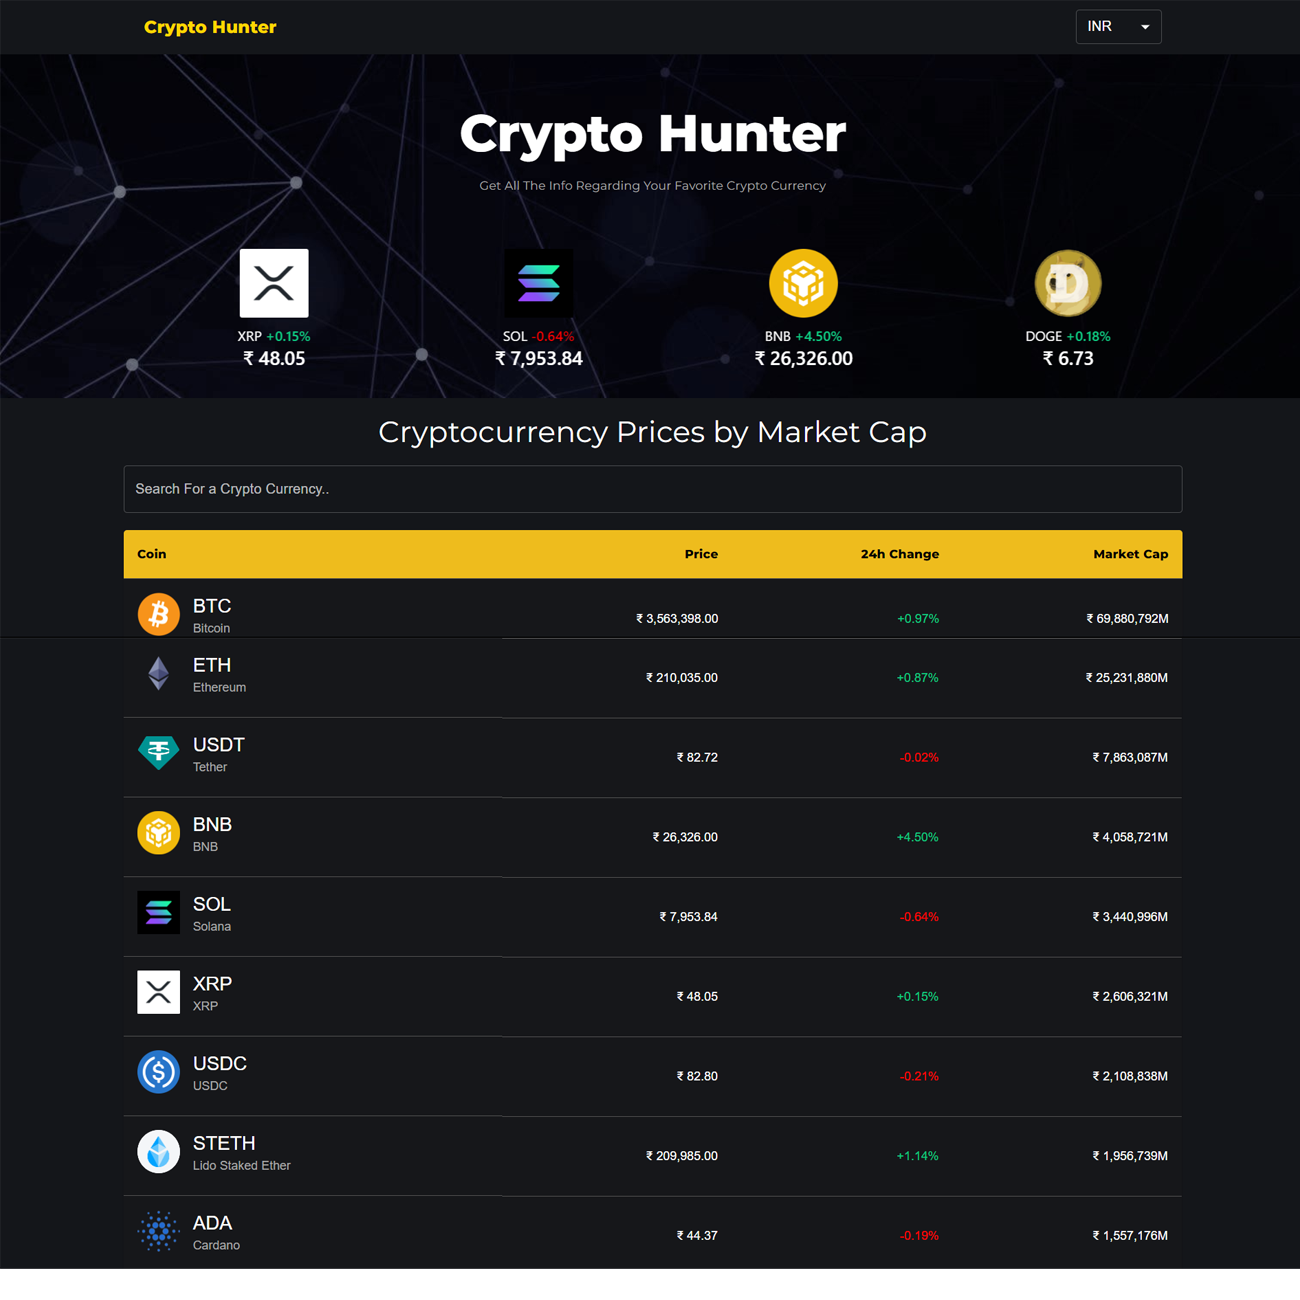 Crypto Hunter
INR
Crypto Hunter
Get All The Info Regarding Your Favorite Crypto Currency
XRP +0.15%
₹ 48.05
SOL -0.64%
₹ 7,953.84
BNB +4.50%
₹ 26,326.00
DOGE +0.18%
₹ 6.73
Cryptocurrency Prices by Market Cap
Search For a Crypto Currency..
Coin Price 24h Change Market Cap
BTC
Bitcoin
₹ 3,563,398.00 +0.97% ₹ 69,880,792M
ETH
Ethereum
₹ 210,035.00 +0.87% ₹ 25,231,880M
USDT
Tether
₹ 82.72 -0.02% ₹ 7,863,087M
BNB
BNB
₹ 26,326.00 +4.50% ₹ 4,058,721M
SOL
Solana
₹ 7,953.84 -0.64% ₹ 3,440,996M
XRP
XRP
₹ 48.05 +0.15% ₹ 2,606,321M
USDC
USDC
₹ 82.80 -0.21% ₹ 2,108,838M
STETH
Lido Staked Ether
₹ 209,985.00 +1.14% ₹ 1,956,739M
ADA
Cardano
₹ 44.37 -0.19% ₹ 1,557,176M